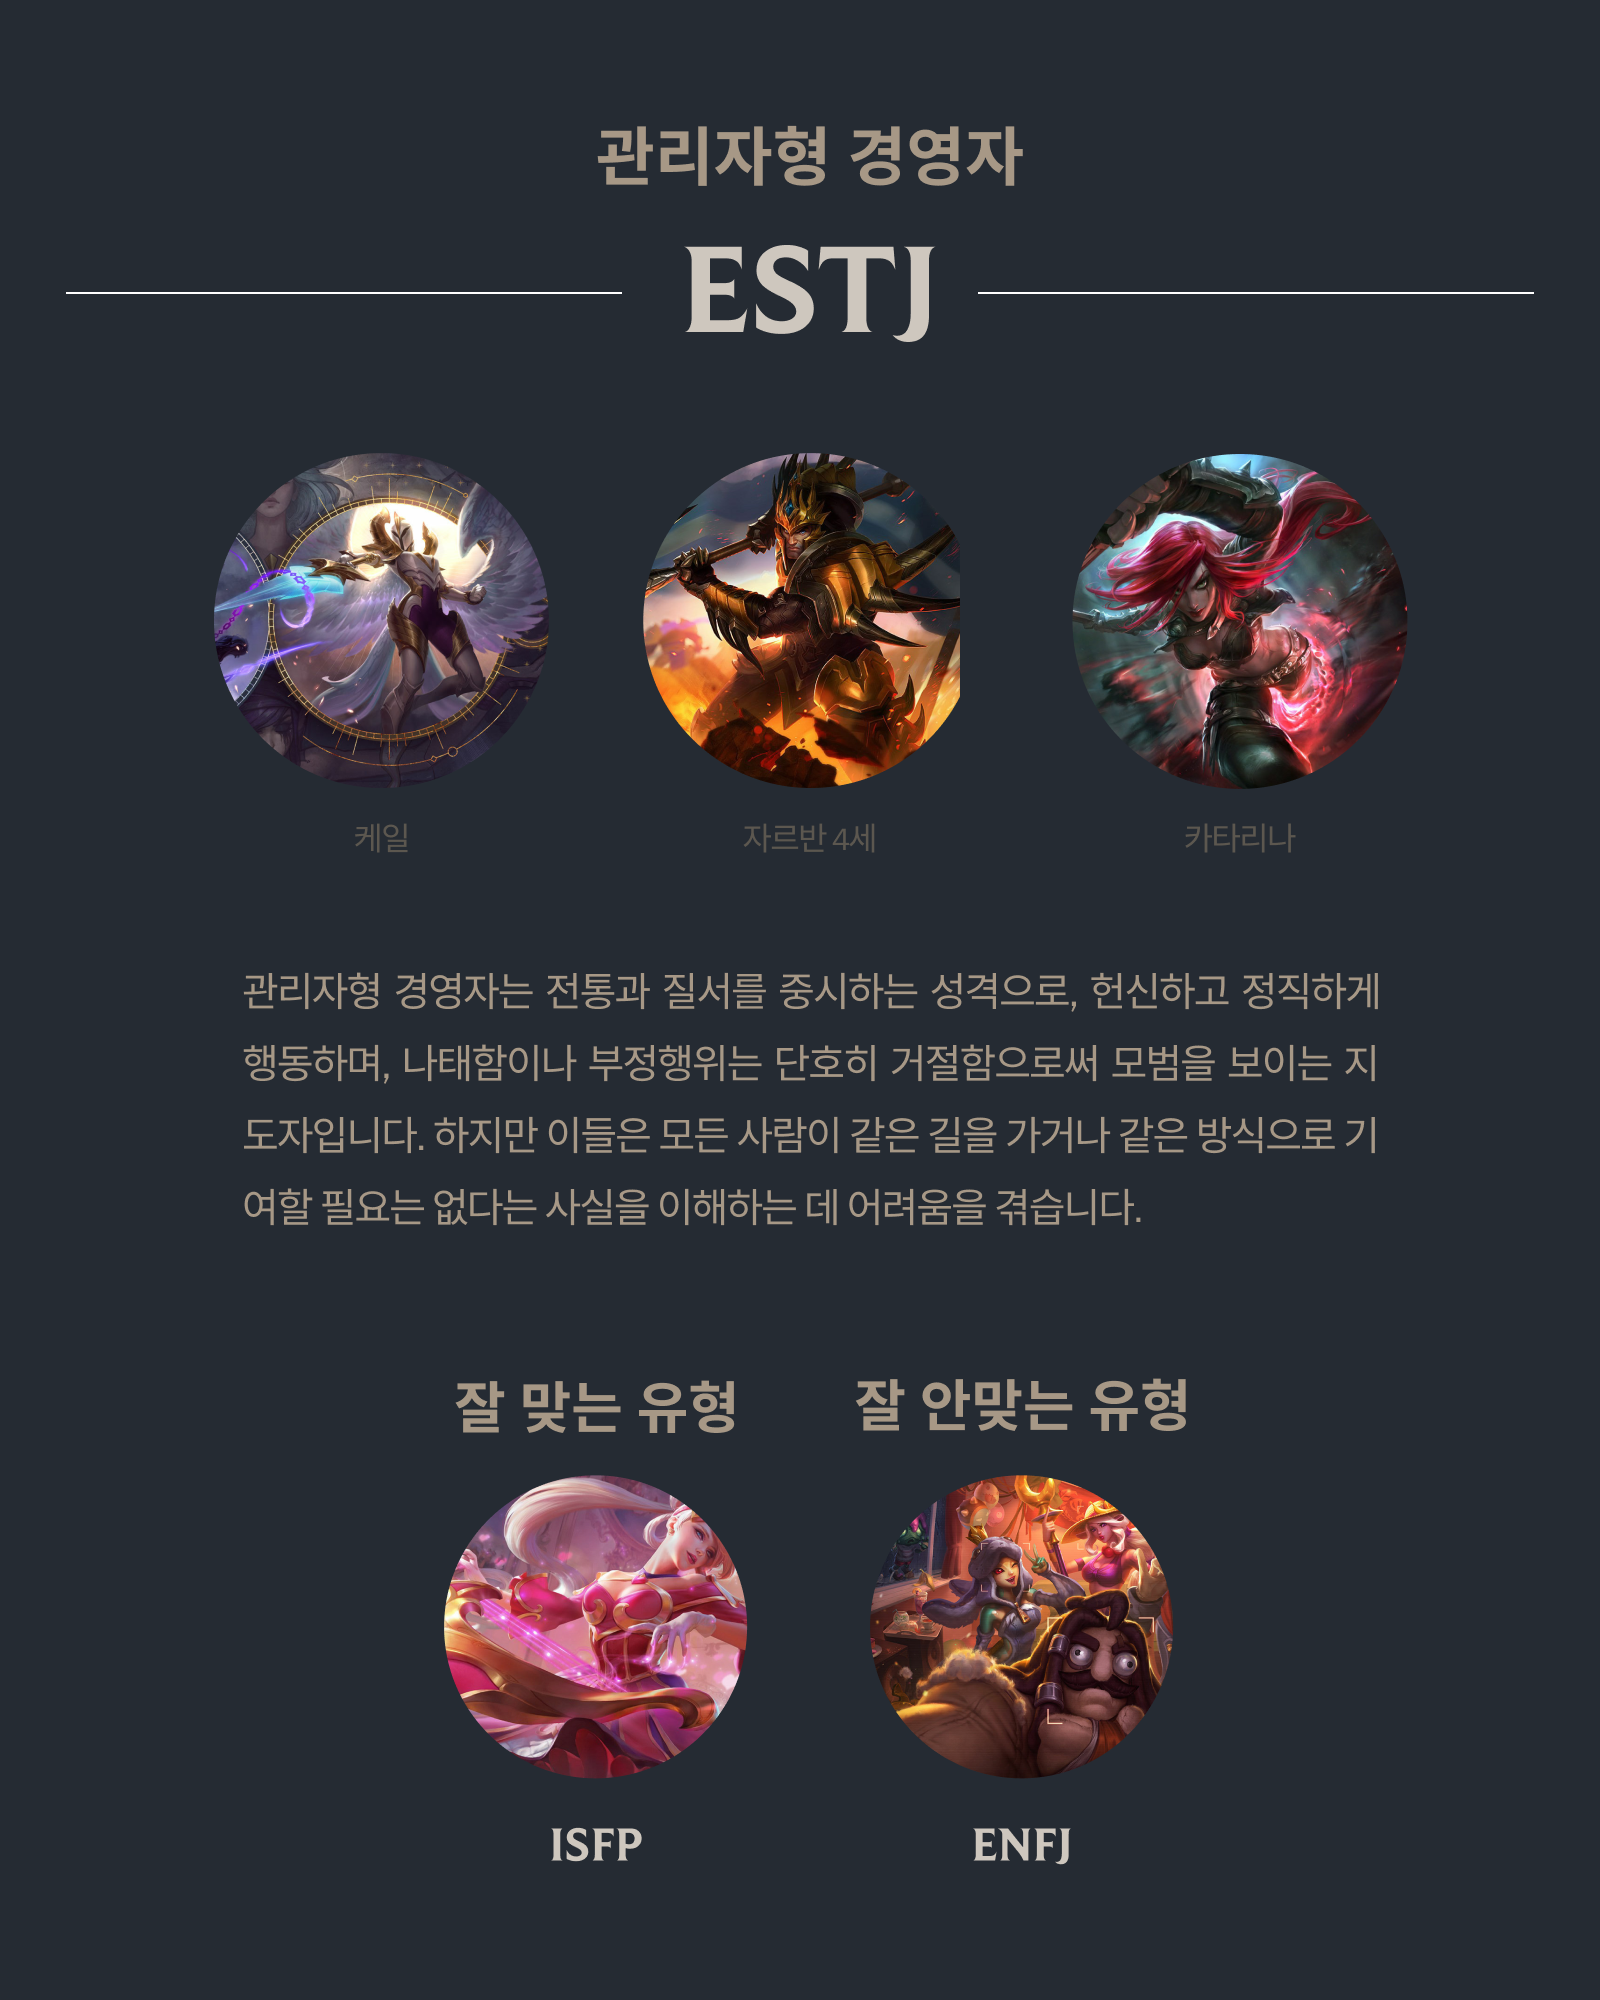 관리자형 경영자
ESTJ
케일
자르반 4세
카타리나
관리자형 경영자는 전통과 질서를 중시하는 성격으로, 헌신하고 정직하게
행동하며, 나태함이나 부정행위는 단호히 거절함으로써 모범을 보이는 지
도자입니다. 하지만 이들은 모든 사람이 같은 길을 가거나 같은 방식으로 기
여할 필요는 없다는 사실을 이해하는 데 어려움을 겪습니다.
잘 맞는 유형
잘 안맞는 유형
ISFP
ENFJ